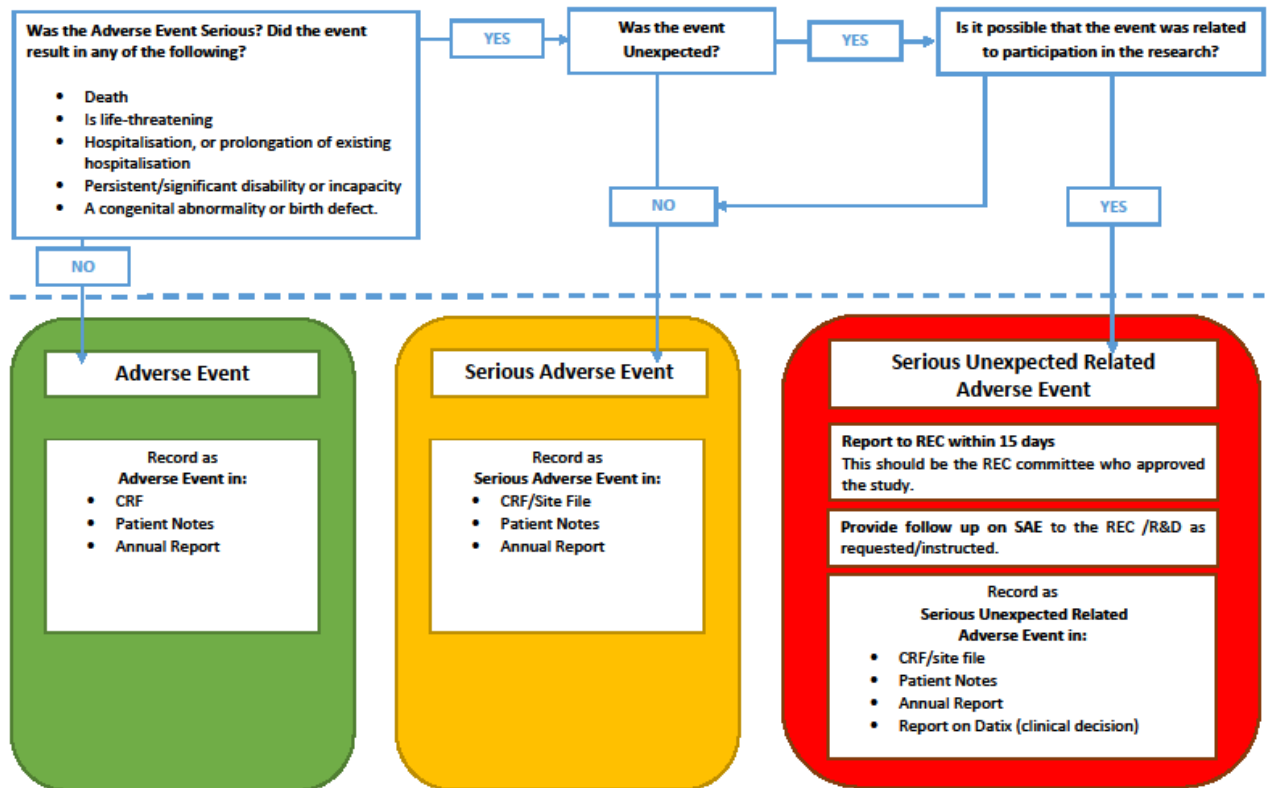 Was the Adverse Event Serious? Did the event
result in any of the following?
• Death
• Is life-threatening
• Hospitalisation, or prolongation of existing
hospitalisation
• Persistent/significant disability or incapacity
• A congenital abnormality or birth defect.
YES
Was the event
Unexpected?
YES
Is it possible that the event was related
to participation in the research?
NO
NO
YES
Adverse Event
Record as
Adverse Event in:
• CRF
• Patient Notes
• Annual Report
Serious Adverse Event
Record as
Serious Adverse Event in:
• CRF/Site File
• Patient Notes
• Annual Report
Serious Unexpected Related
Adverse Event
Report to REC within 15 days
This should be the REC committee who approved
the study.
Provide follow up on SAE to the REC /R&D as
requested/instructed.
Record as
Serious Unexpected Related
Adverse Event in:
• CRF/site file
• Patient Notes
• Annual Report
• Report on Datix (clinical decision)